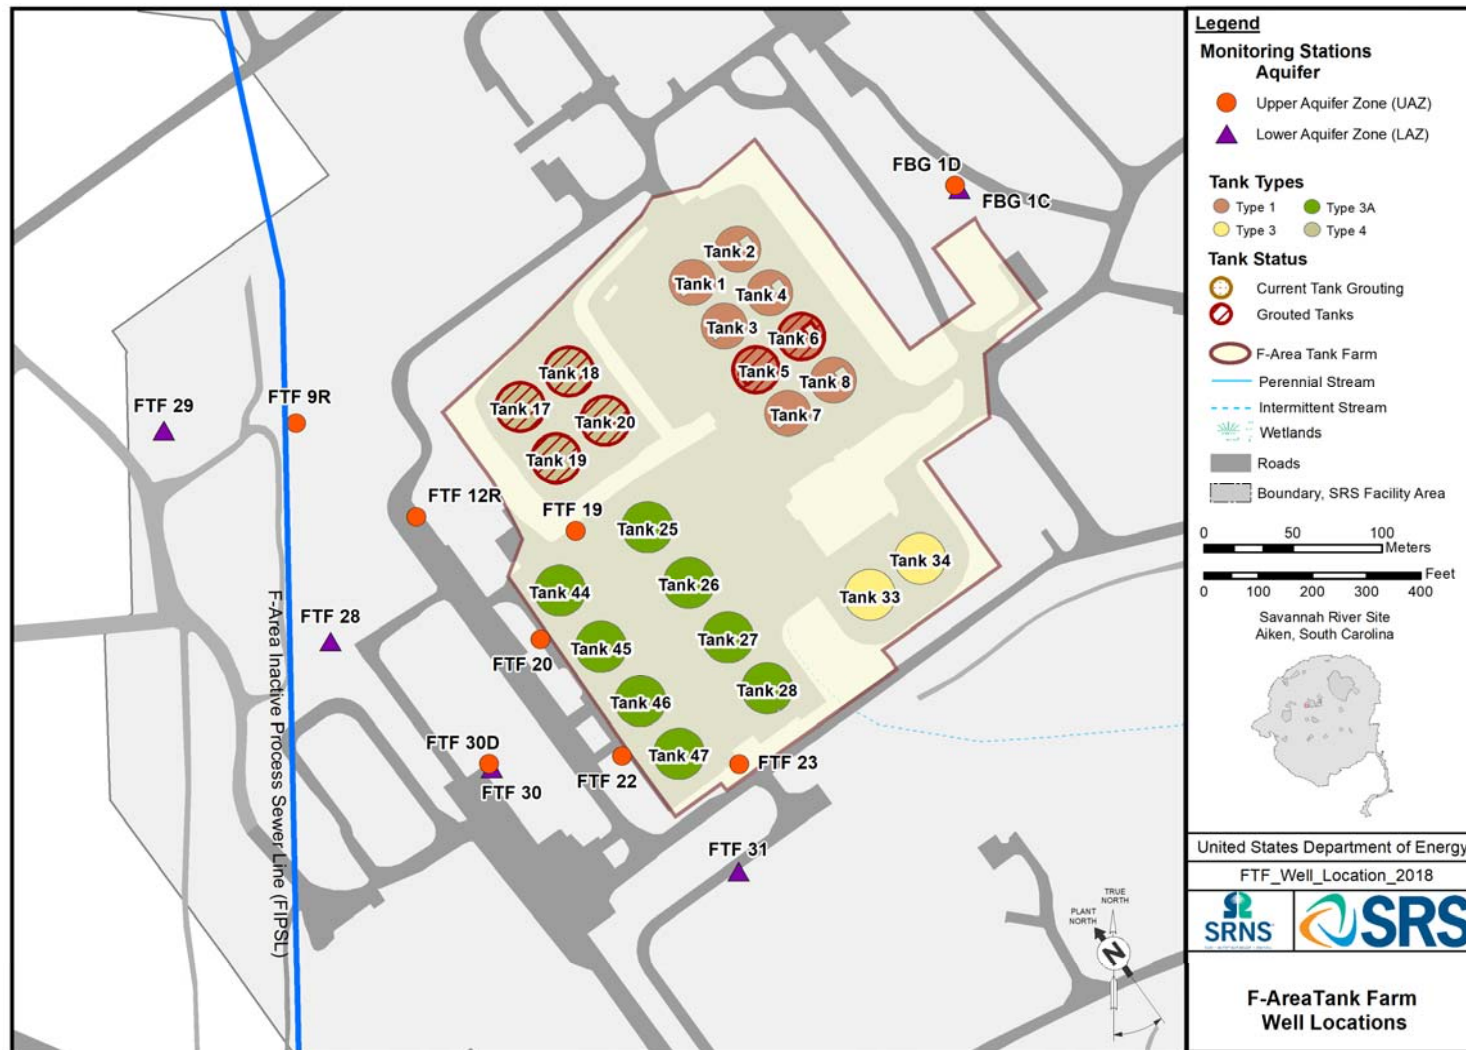 FBG 1D
FBG 1C
Tank 2
Tank 1
Tank 4
Tank 3
Tank 6
Tank 5
Tank 8
Tank 7
Tank 18
Tank 17
Tank 20
Tank 19
FTF 29
FTF 9R
FTF 12R
FTF 19
Tank 25
Tank 34
Tank 26
Tank 33
Tank 44
FTF 28
Tank 27
Tank 45
FTF 20
Tank 28
Tank 46
FTF 30D
Tank 47
FTF 22
FTF 23
FTF 30
FTF 31
F-Area Inactive Process Sewer Line (FIPSL)
TRUE
NORTH
PLANT
NORTH
N
Legend
Monitoring Stations
Aquifer
Upper Aquifer Zone (UAZ)
Lower Aquifer Zone (LAZ)
Tank Types
Type 1 Type 3A
Type 3 Type 4
Tank Status
Current Tank Grouting
Grouted Tanks
F-Area Tank Farm
Perennial Stream
Intermittent Stream
Wetlands
Roads
Boundary, SRS Facility Area
0 50 100
Meters
Feet
0 100 200 300 400
Savannah River Site
Aiken, South Carolina
United States Department of Energy
FTF_Well_Location_2018
SRNS
SRS
F-AreaTank Farm
Well Locations